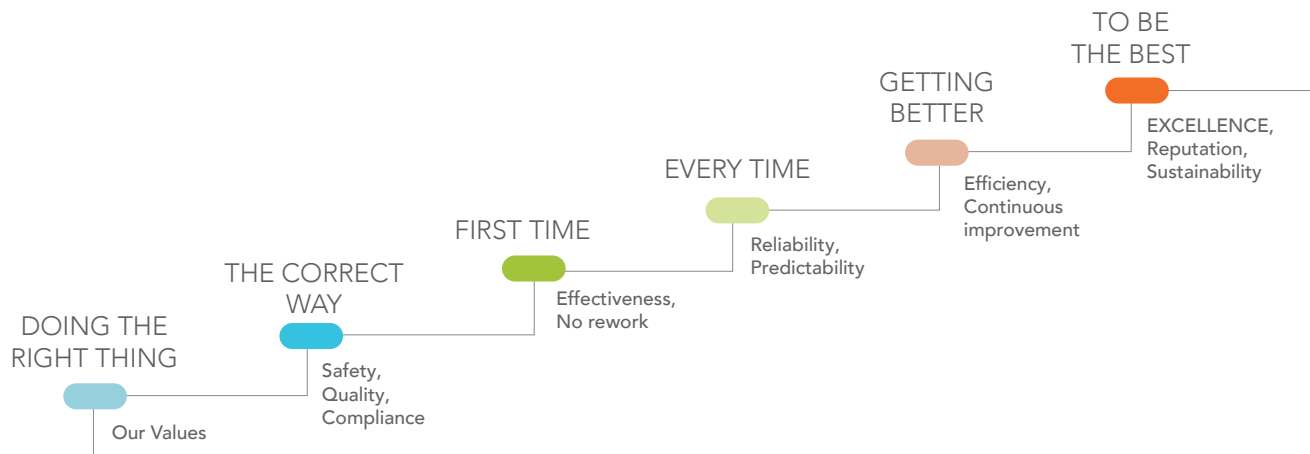 DOING THE
RIGHT THING
Our Values
THE CORRECT
WAY
Safety,
Quality,
Compliance
FIRST TIME
Effectiveness,
No rework
EVERY TIME
Reliability,
Predictability
GETTING
BETTER
Efficiency,
Continuous
improvement
TO BE
THE BEST
EXCELLENCE,
Reputation,
Sustainability